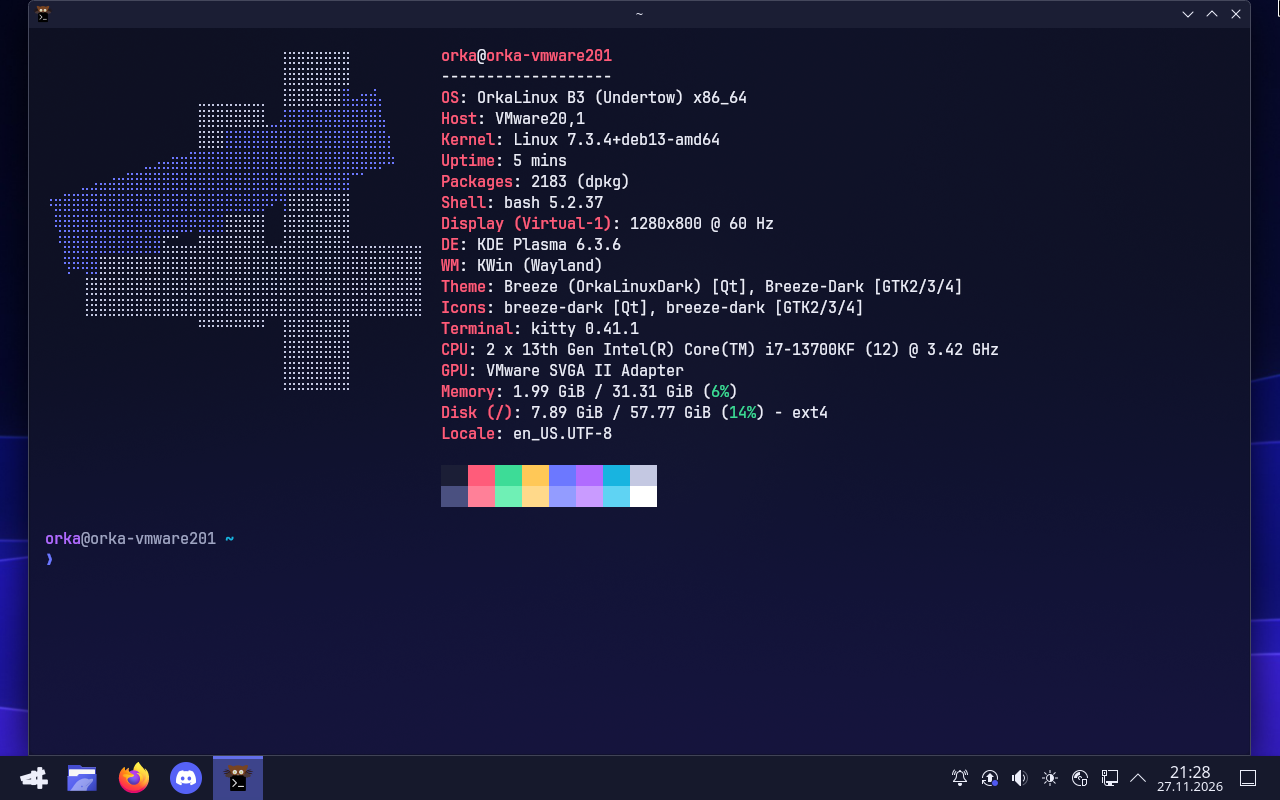 ~
orka@orka-vmware201
-------------------
OS: OrkaLinux B3 (Undertow) x86_64
Host: VMware20,1
Kernel: Linux 7.3.4+deb13-amd64
Uptime: 5 mins
Packages: 2183 (dpkg)
Shell: bash 5.2.37
Display (Virtual-1): 1280x800 @ 60 Hz
DE: KDE Plasma 6.3.6
WM: KWin (Wayland)
Theme: Breeze (OrkaLinuxDark) [Qt], Breeze-Dark [GTK2/3/4]
Icons: breeze-dark [Qt], breeze-dark [GTK2/3/4]
Terminal: kitty 0.41.1
CPU: 2 x 13th Gen Intel(R) Core(TM) i7-13700KF (12) @ 3.42 GHz
GPU: VMware SVGA II Adapter
Memory: 1.99 GiB / 31.31 GiB (6%)
Disk (/): 7.89 GiB / 57.77 GiB (14%) - ext4
Locale: en_US.UTF-8
orka@orka-vmware201 ~
❫
21:28
27.11.2026